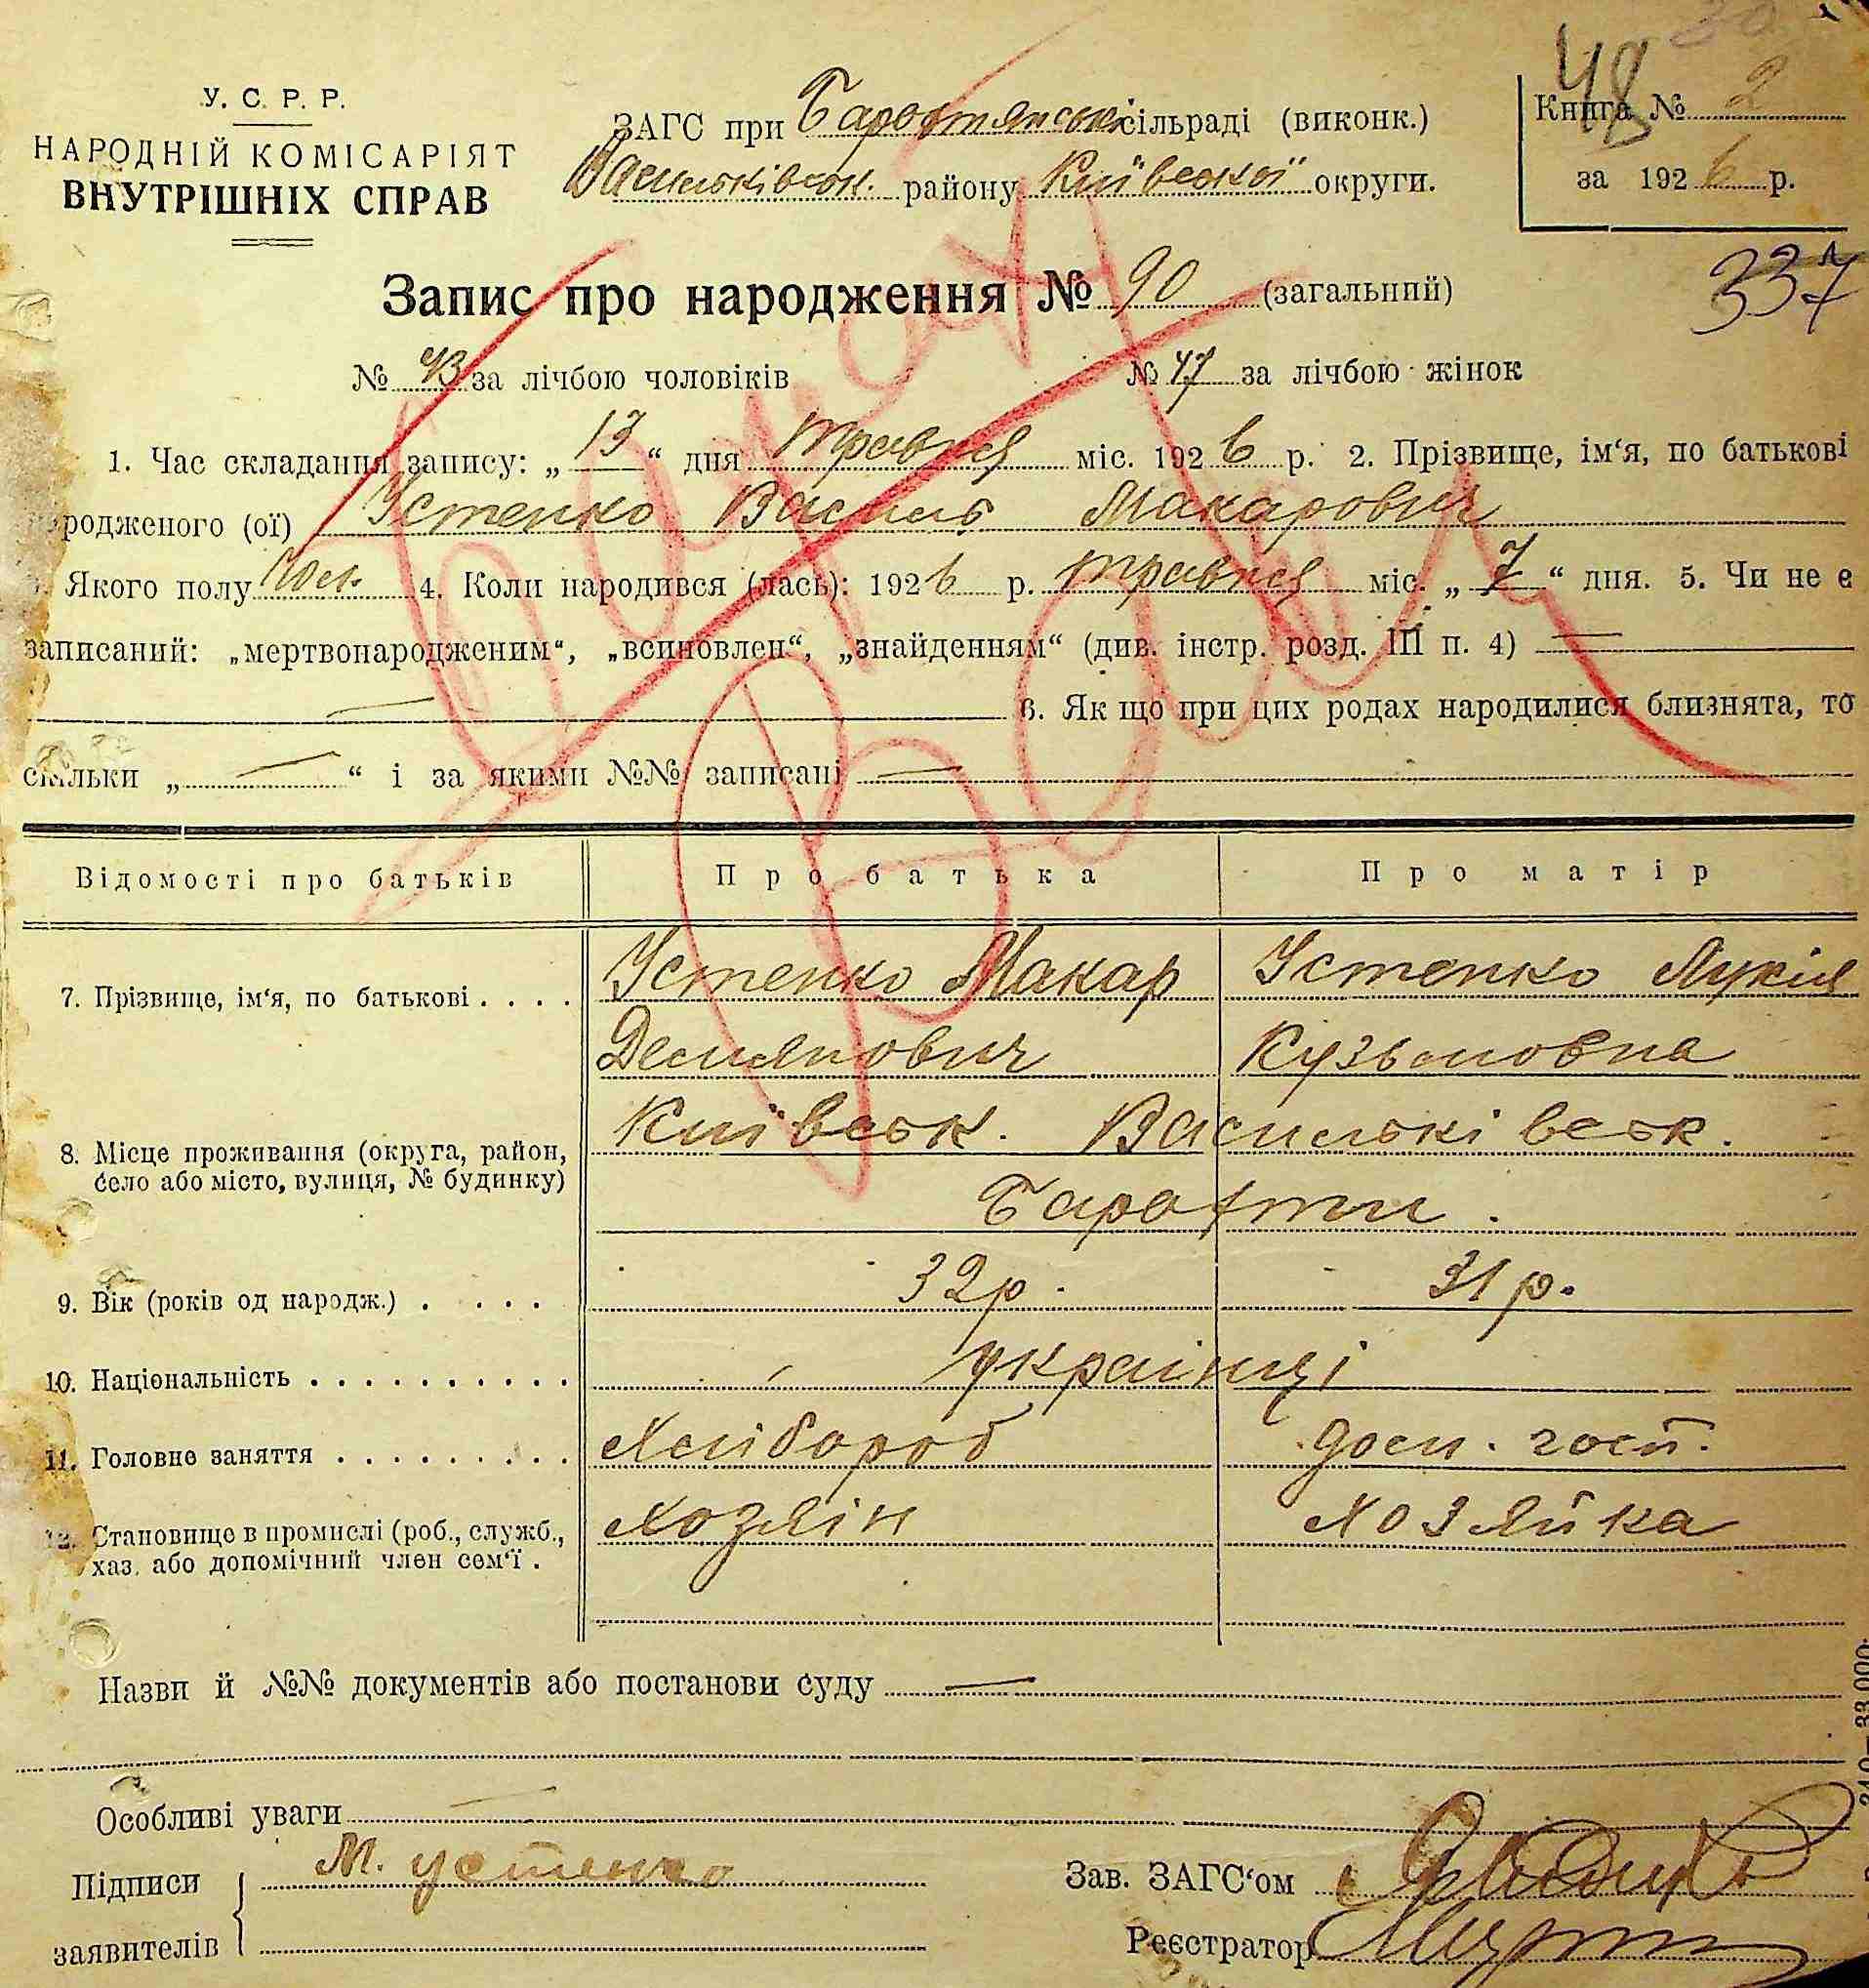 У. С. Р. Р.
НАРОДНІЙ КОМІСАРІЯТ
ВНУТРІШНІХ СПРАВ
ЗАГС при Барахтянській сільраді (виконк.)
Васильківськ. району Київської округи.
48
Книга № 2
за 1926 р.
337
Запис про народження № 90 (загальний)
№ 43 за лічбою чоловіків № 47 за лічбою жінок
1. Час складання запису: „ 13 “ дня травня міс. 1926 р. 2. Прізвище, ім‘я, по батькові
родженого (ої) Устенко Василь Макарович
Якого полу 4. Коли народився (лась): 1926 р. травня міс. „ 7 “ дня. 5. Чи не є
записаний: „мертвонародженим“, „всиновлен“, „знайденням“ (див. інстр. розд. III п. 4) —
— 6. Як що при цих родах народилися близнята, то
скільки „ — “ і за якими №№ записані —
Відомості про батьків Про батька Про матір
7. Прізвище, ім‘я, по батькові . . . . Устенко Макар Устенко Лукія
Демянович Кузьмовна
Київськ. Васильківськ.
8. Місце проживання (округа, район,
село або місто, вулиця, № будинку)
Барахти.
9. Вік (років од народж.) . . . . . 32 р. 31 р.
10. Національність . . . . . . . . . . українці
11. Головне заняття . . . . . . . . . Хлібороб дом. госп.
12. Становище в промислі (роб., служб., хозяін хозяйка
хаз. або допомічний член сем‘ї .
Назви й №№ документів або постанови суду —
Особливі уваги —
Підписи М. Устенко Зав. ЗАГС‘ом
заявителів Реєстратор